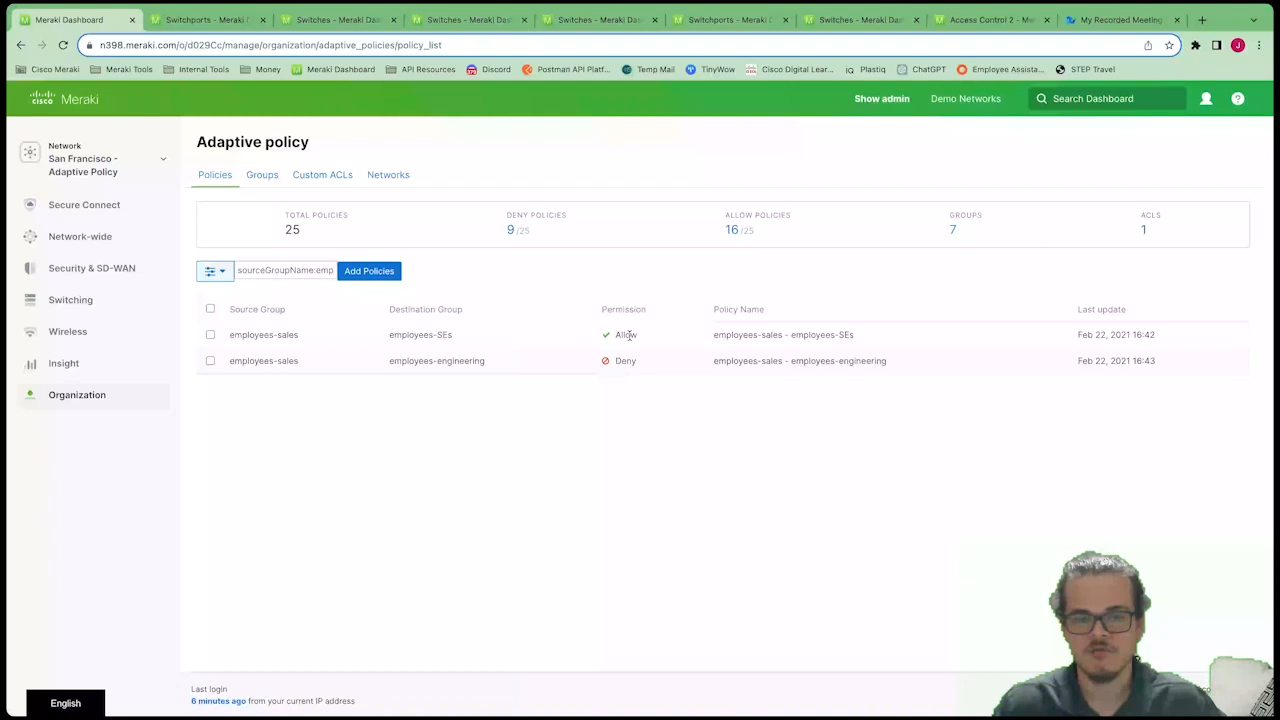 Meraki Dashboard
Switchports - Meraki
Switches - Meraki Das
Switches - Meraki Das
Switches - Meraki Das
Switchports - Meraki
Switches - Meraki Das
Access Control 2 - Me
My Recorded Meeting
n398.meraki.com/o/d029Cc/manage/organization/adaptive_policies/policy_list
J
Cisco Meraki
Meraki Tools
Internal Tools
Money
Meraki Dashboard
API Resources
Discord
Postman API Platf...
Temp Mail
TinyWow
Cisco Digital Lear...
Plastiq
ChatGPT
Employee Assista...
STEP Travel
cisco Meraki
Show admin
Demo Networks
Search Dashboard
Network
San Francisco -
Adaptive Policy
Secure Connect
Network-wide
Security & SD-WAN
Switching
Wireless
Insight
Organization
Adaptive policy
Policies Groups Custom ACLs Networks
TOTAL POLICIES DENY POLICIES ALLOW POLICIES GROUPS ACLS
25 9 /25 16 /25 7 1
sourceGroupName:emp Add Policies
Source Group Destination Group Permission Policy Name Last update
employees-sales employees-SEs Allow employees-sales - employees-SEs Feb 22, 2021 16:42
employees-sales employees-engineering Deny employees-sales - employees-engineering Feb 22, 2021 16:43
Last login
6 minutes ago from your current IP address
English